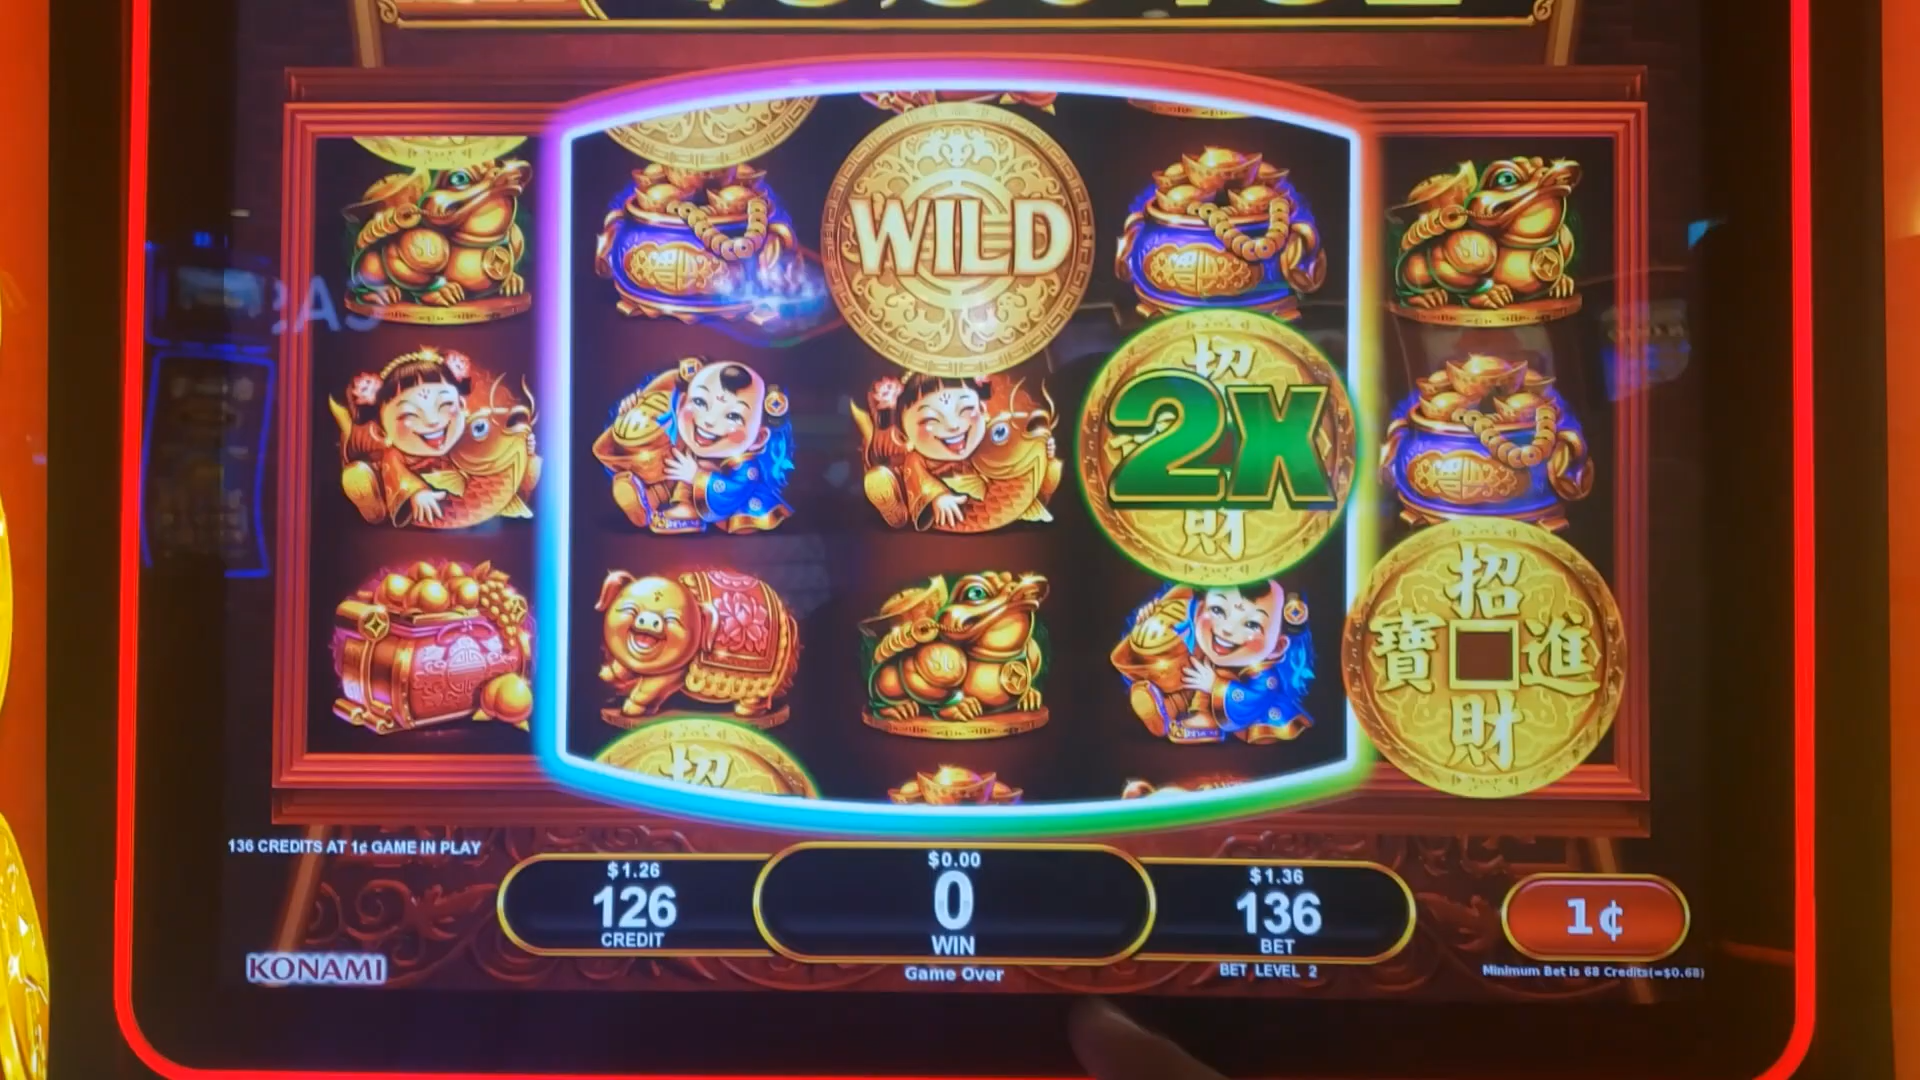 WILD
招
2X
財
招
寶 進
財
招
136 CREDITS AT 1¢ GAME IN PLAY
$1.26
126
CREDIT
$0.00
0
WIN
Game Over
$1.36
136
BET
BET LEVEL 2
1¢
Minimum Bet is 68 Credits(=$0.68)
KONAMI